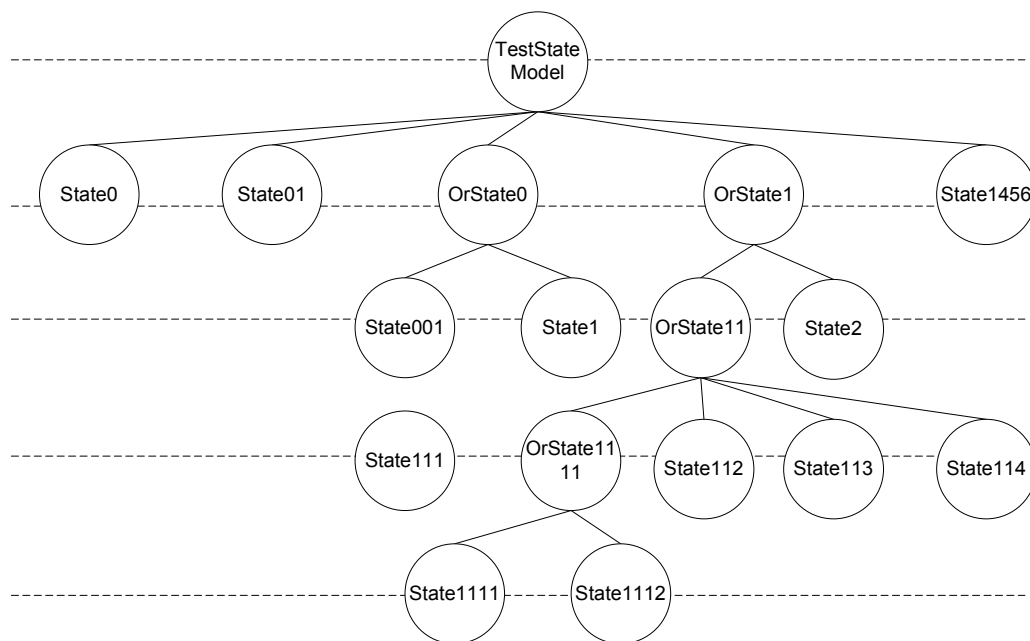 TestState
Model
State0
State01
OrState0
OrState1
State1456
State001
State1
OrState11
State2
State111
OrState11
11
State112
State113
State114
State1111
State1112